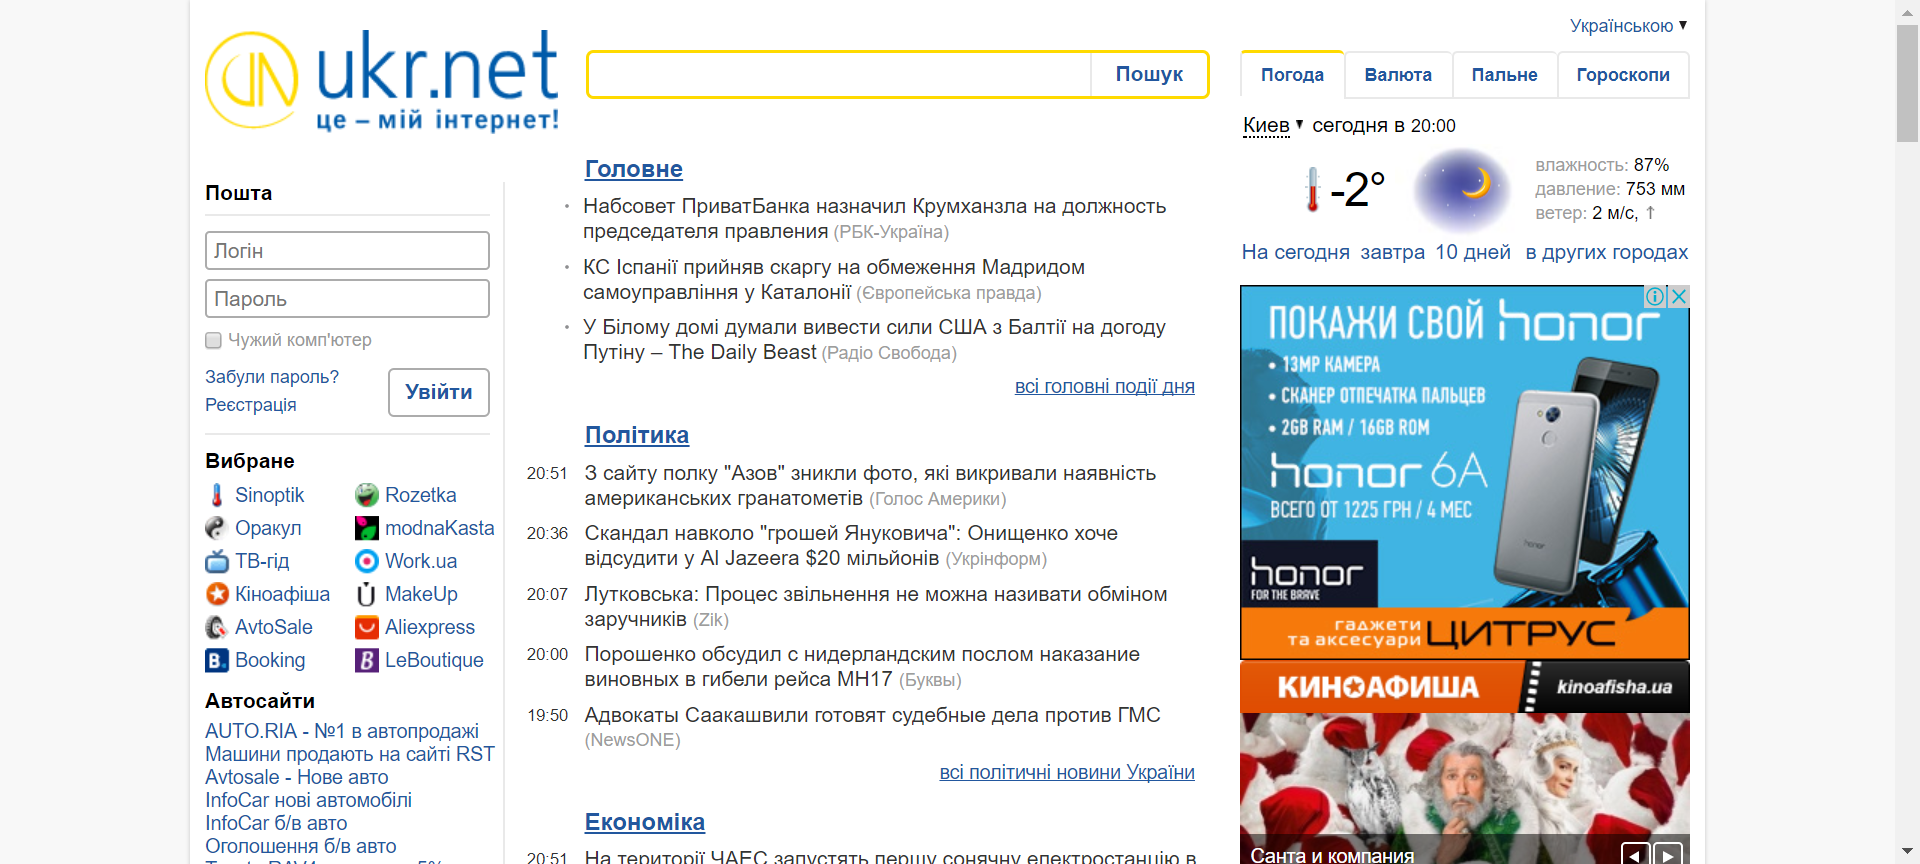 ukr.net
це – мій інтернет!
Пошук
Українською ▼
Погода
Валюта
Пальне
Гороскопи
Киев ▼ сегодня в 20:00
-2°
влажность: 87%
давление: 753 мм
ветер: 2 м/с, ↑
На сегодня завтра 10 дней в других городах
Пошта
Логін
Пароль
Чужий комп'ютер
Забули пароль?
Реєстрація
Увійти
Вибране
Sinoptik
Rozetka
Оракул
modnaKasta
ТВ-гід
Work.ua
Кіноафіша
MakeUp
AvtoSale
Aliexpress
Booking
LeBoutique
Автосайти
AUTO.RIA - №1 в автопродажі
Машини продають на сайті RST
Avtosale - Нове авто
InfoCar нові автомобілі
InfoCar б/в авто
Оголошення б/в авто
Головне
Набсовет ПриватБанка назначил Крумханзла на должность
председателя правления (РБК-Україна)
КС Іспанії прийняв скаргу на обмеження Мадридом
самоуправління у Каталонії (Європейська правда)
У Білому домі думали вивести сили США з Балтії на догоду
Путіну – The Daily Beast (Радіо Свобода)
всі головні події дня
Політика
20:51 З сайту полку "Азов" зникли фото, які викривали наявність
американських гранатометів (Голос Америки)
20:36 Скандал навколо "грошей Януковича": Онищенко хоче
відсудити у Al Jazeera $20 мільйонів (Укрінформ)
20:07 Лутковська: Процес звільнення не можна називати обміном
заручників (Zik)
20:00 Порошенко обсудил с нидерландским послом наказание
виновных в гибели рейса MH17 (Буквы)
19:50 Адвокаты Саакашвили готовят судебные дела против ГМС
(NewsONE)
всі політичні новини України
Економіка
20:51 На території ЧАЕС запустять першу сонячну електростанцію в
ПОКАЖИ СВОЙ honor
• 13MP КАМЕРА
• СКАНЕР ОТПЕЧАТКА ПАЛЬЦЕВ
• 2GB RAM / 16GB ROM
honor 6A
ВСЕГО ОТ 1225 ГРН / 4 МЕС
honor
honor
FOR THE BRAVE
гаджети
та аксесуари
ЦИТРУС
КИНОАФИША
kinoafisha.ua
Санта и компания